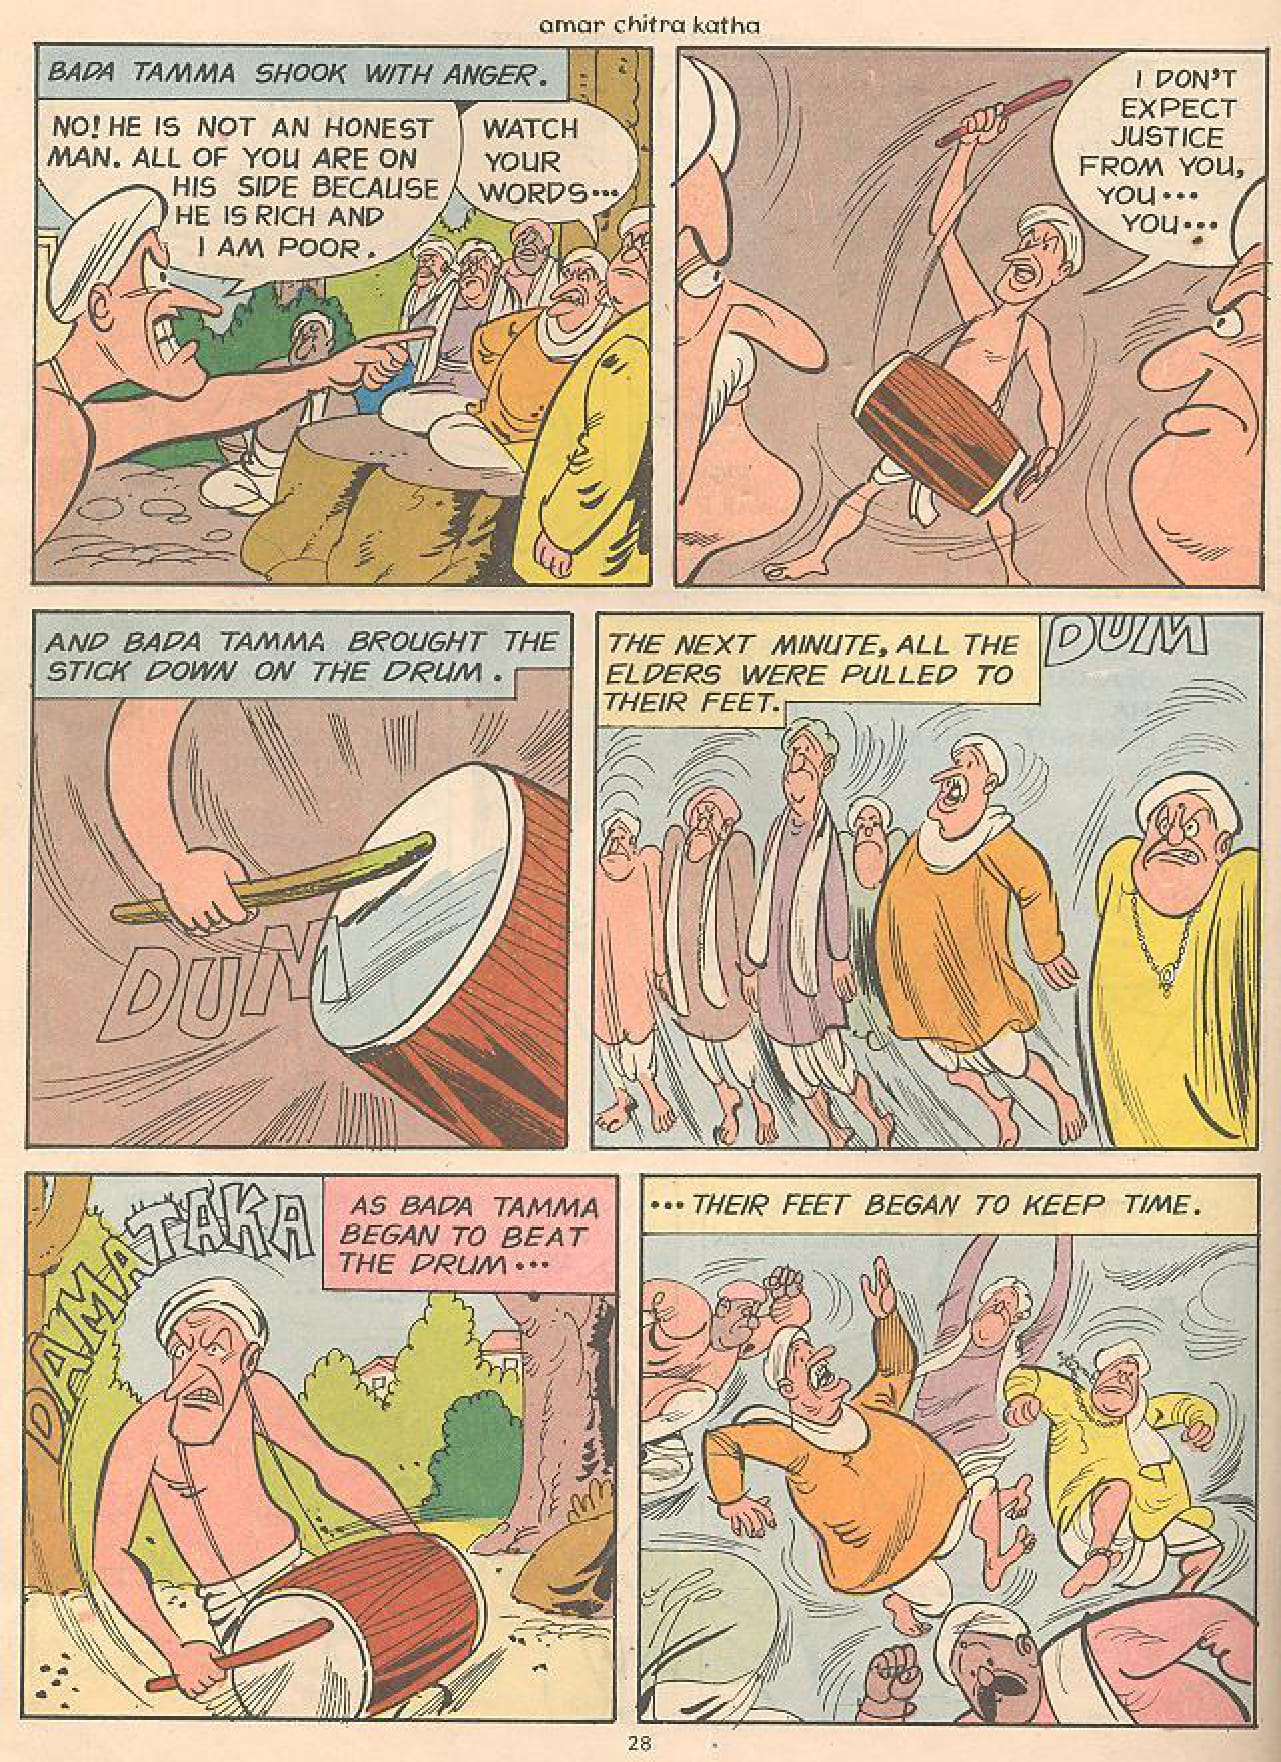 amar chitra katha
BADA TAMMA SHOOK WITH ANGER.
NO! HE IS NOT AN HONEST
MAN. ALL OF YOU ARE ON
HIS SIDE BECAUSE
HE IS RICH AND
I AM POOR.
WATCH
YOUR
WORDS...
I DON'T
EXPECT
JUSTICE
FROM YOU,
YOU...
YOU...
AND BADA TAMMA BROUGHT THE
STICK DOWN ON THE DRUM.
DUM
THE NEXT MINUTE, ALL THE
ELDERS WERE PULLED TO
THEIR FEET.
DUM
DAMATAKA
AS BADA TAMMA
BEGAN TO BEAT
THE DRUM...
...THEIR FEET BEGAN TO KEEP TIME.
28